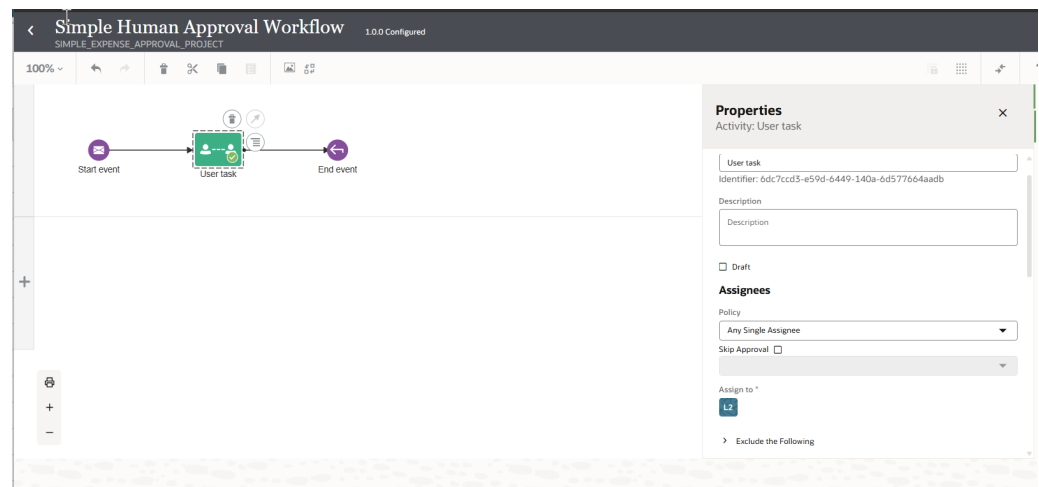 Simple Human Approval Workflow
1.0.0 Configured
SIMPLE_EXPENSE_APPROVAL_PROJECT
100%
Start event
User task
End event
Properties
Activity: User task
User task
Identifier: 6dc7ccd3-e59d-6449-140a-6d577664aadb
Description
Description
Draft
Assignees
Policy
Any Single Assignee
Skip Approval
Assign to *
L2
Exclude the Following